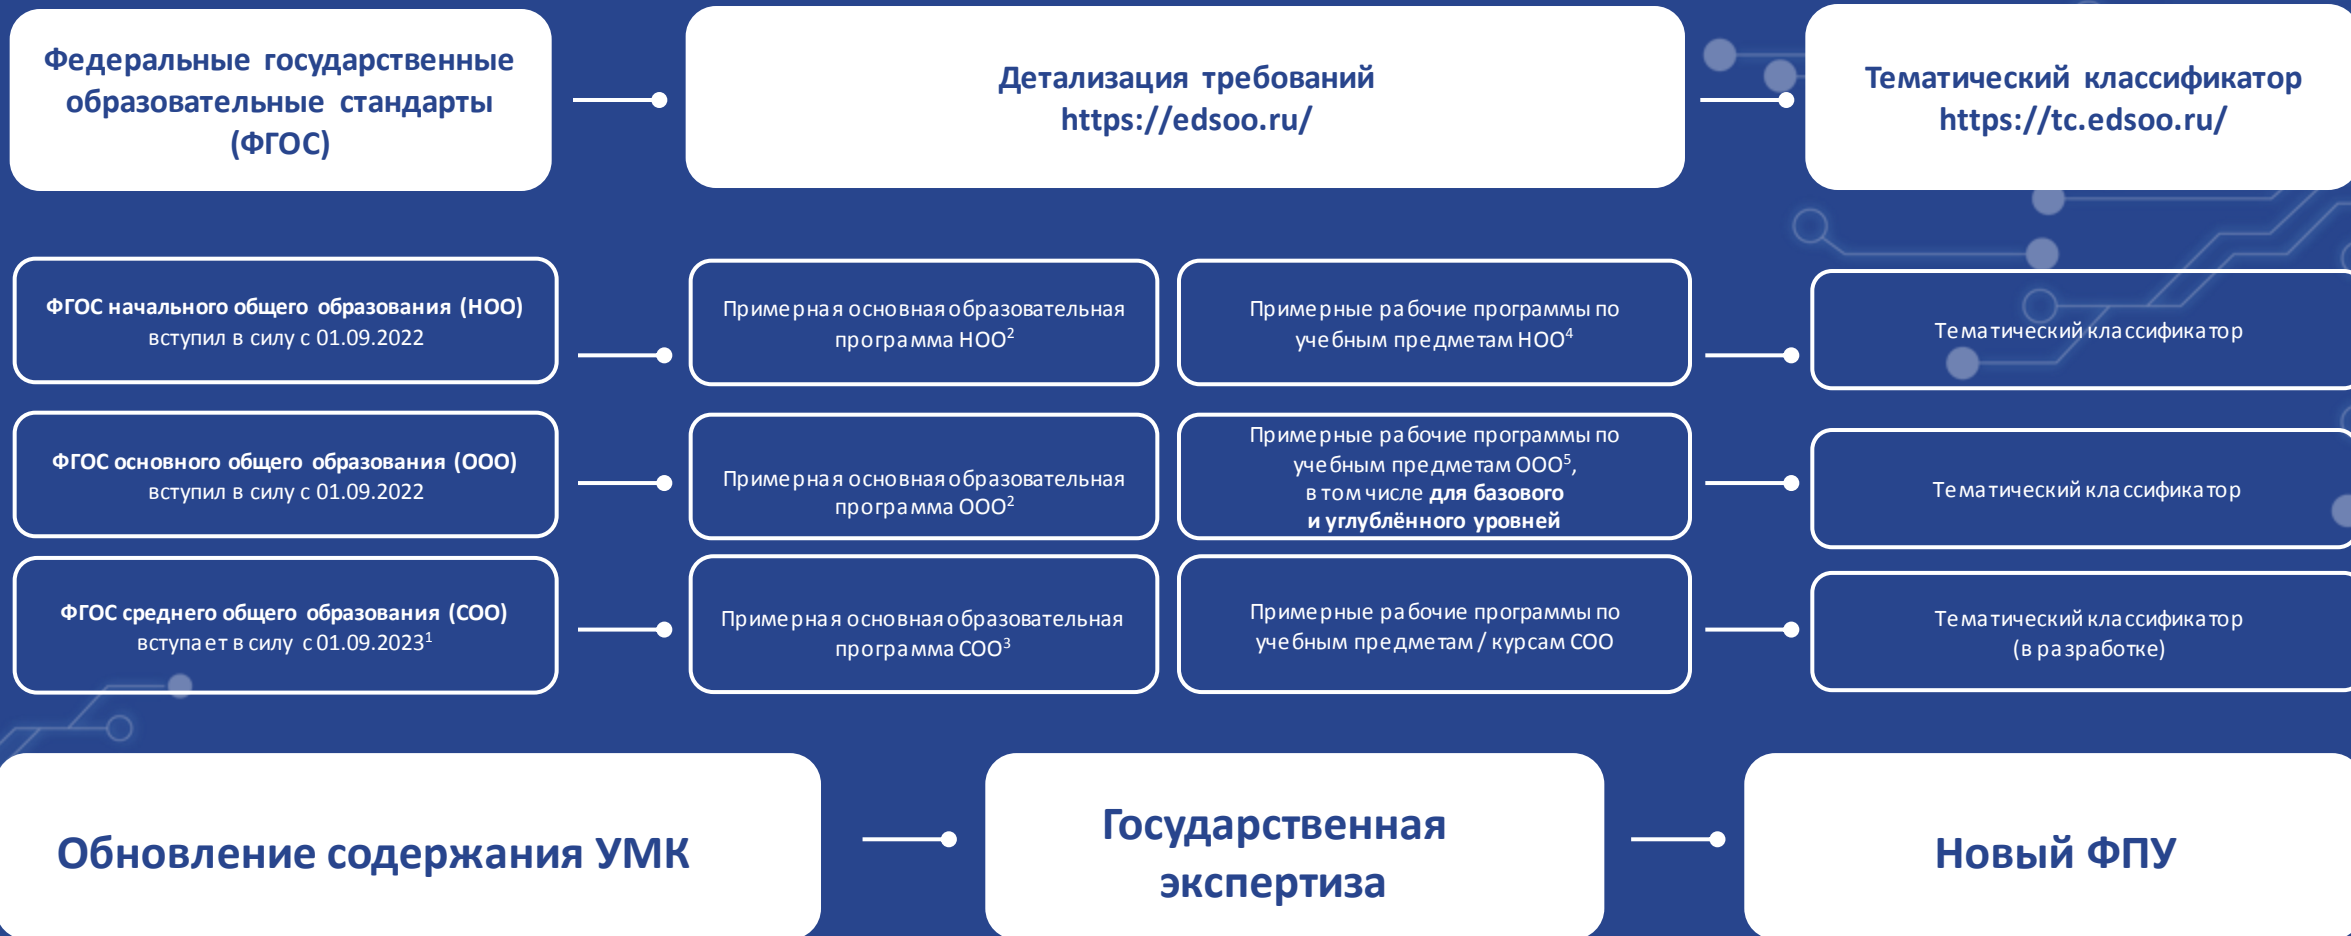 Федеральные государственные
образовательные стандарты
(ФГОС)
Детализация требований
https://edsoo.ru/
Тематический классификатор
https://tc.edsoo.ru/
ФГОС начального общего образования (НОО)
вступил в силу с 01.09.2022
Примерная основная образовательная
программа НОО²
Примерные рабочие программы по
учебным предметам НОО⁴
Тематический классификатор
ФГОС основного общего образования (ООО)
вступил в силу с 01.09.2022
Примерная основная образовательная
программа ООО²
Примерные рабочие программы по
учебным предметам ООО⁵,
в том числе для базового
и углублённого уровней
Тематический классификатор
ФГОС среднего общего образования (СОО)
вступает в силу с 01.09.2023¹
Примерная основная образовательная
программа СОО³
Примерные рабочие программы по
учебным предметам / курсам СОО
Тематический классификатор
(в разработке)
Обновление содержания УМК
Государственная
экспертиза
Новый ФПУ